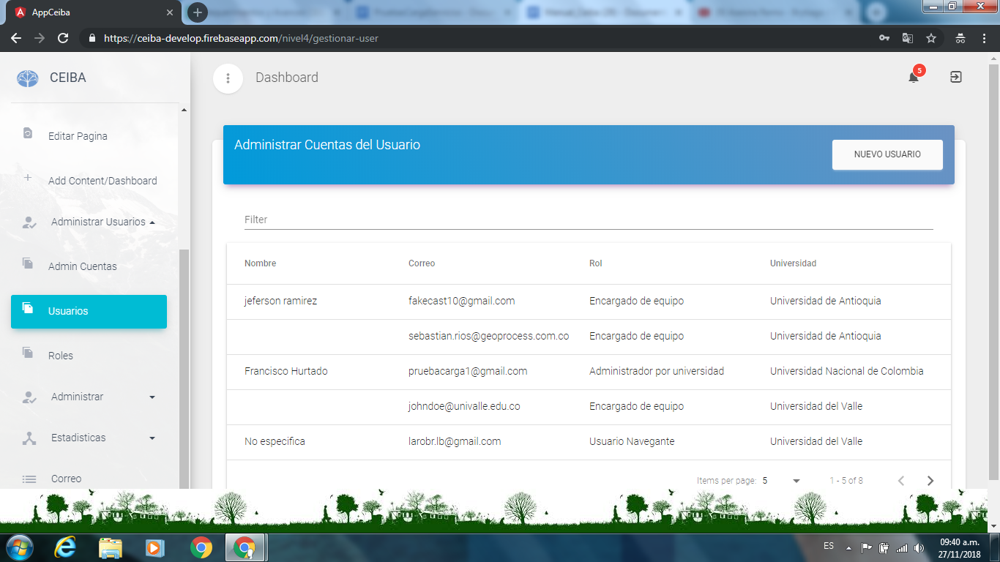 AppCeiba
https://ceiba-develop.firebaseapp.com/nivel4/gestionar-user
CEIBA
Dashboard
5
Editar Pagina
Add Content/Dashboard
Administrar Usuarios
Admin Cuentas
Usuarios
Roles
Administrar
Estadisticas
Correo
Administrar Cuentas del Usuario
NUEVO USUARIO
Filter
Nombre Correo Rol Universidad
jeferson ramirez fakecast10@gmail.com Encargado de equipo Universidad de Antioquia
sebastian.rios@geoprocess.com.co Encargado de equipo Universidad de Antioquia
Francisco Hurtado pruebacarga1@gmail.com Administrador por universidad Universidad Nacional de Colombia
johndoe@univalle.edu.co Encargado de equipo Universidad del Valle
No especifica larobr.lb@gmail.com Usuario Navegante Universidad del Valle
Items per page: 5 1 - 5 of 8
ES
09:40 a.m.
27/11/2018